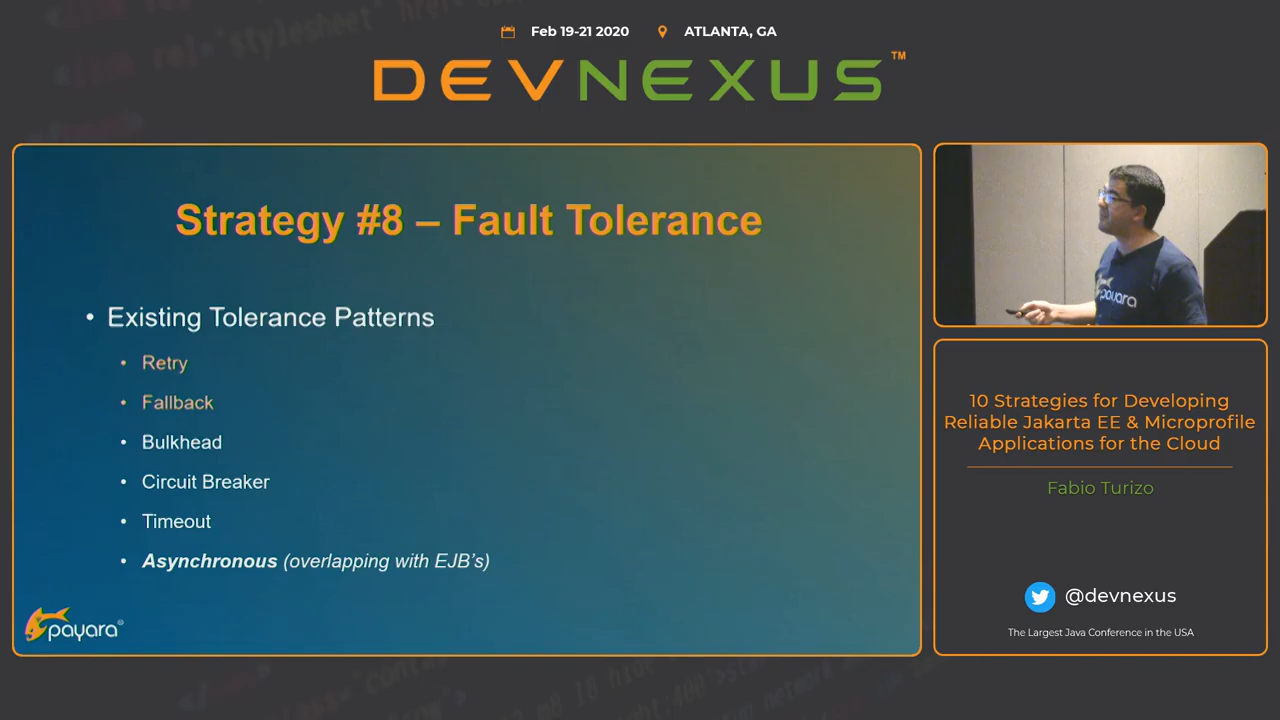 Feb 19-21 2020
ATLANTA, GA
DEVNEXUS™
Strategy #8 – Fault Tolerance
• Existing Tolerance Patterns
• Retry
• Fallback
• Bulkhead
• Circuit Breaker
• Timeout
• Asynchronous (overlapping with EJB's)
payara®
payara
10 Strategies for Developing
Reliable Jakarta EE & Microprofile
Applications for the Cloud
Fabio Turizo
@devnexus
The Largest Java Conference in the USA